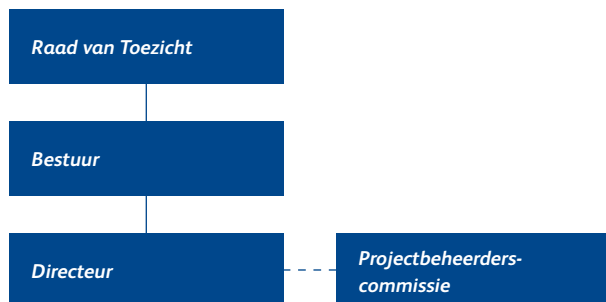 Raad van Toezicht
Bestuur
Directeur
Projectbeheerders-
commissie